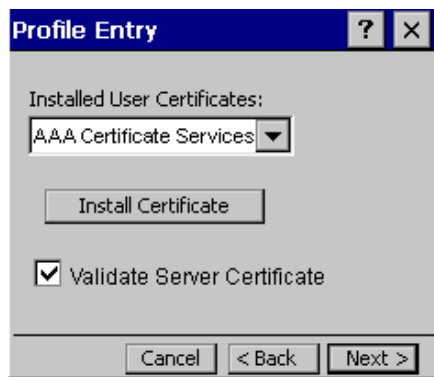 Profile Entry ? ×
Installed User Certificates:
AAA Certificate Services
Install Certificate
Validate Server Certificate
Cancel < Back Next >